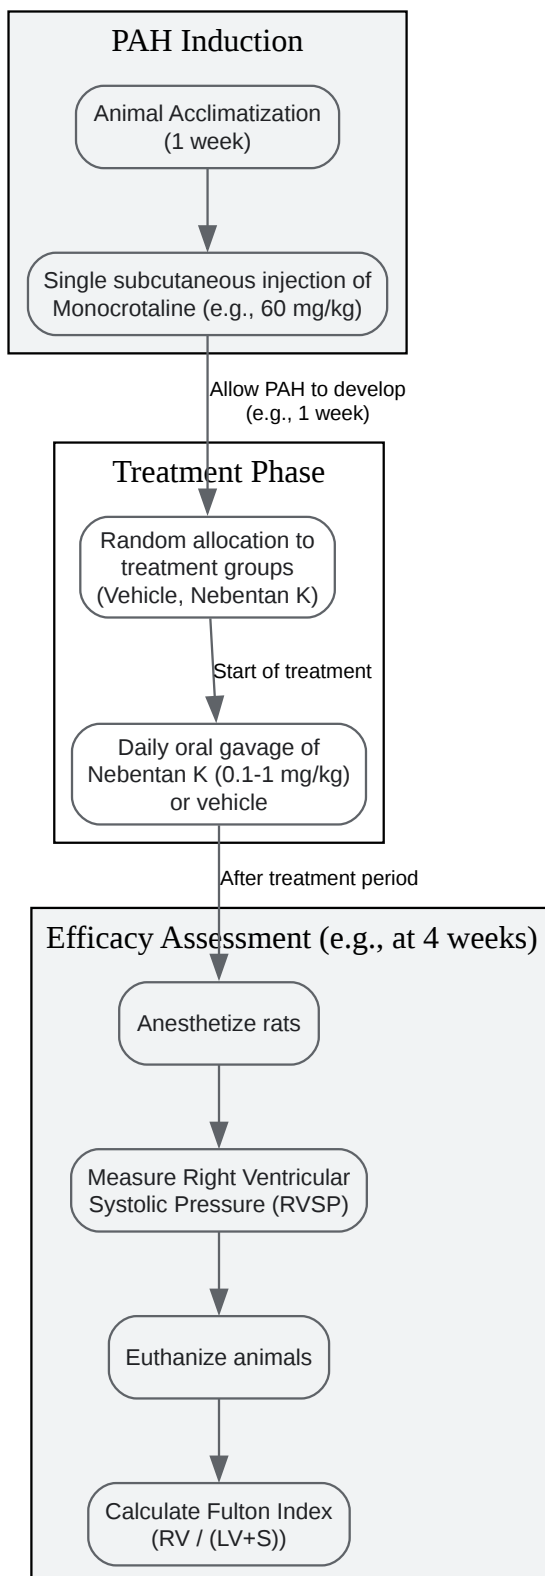 PAH Induction
Animal Acclimatization
(1 week)
Single subcutaneous injection of
Monocrotaline (e.g., 60 mg/kg)
Allow PAH to develop
(e.g., 1 week)
Treatment Phase
Random allocation to
treatment groups
(Vehicle, Nebentan K)
Start of treatment
Daily oral gavage of
Nebentan K (0.1-1 mg/kg)
or vehicle
After treatment period
Efficacy Assessment (e.g., at 4 weeks)
Anesthetize rats
Measure Right Ventricular
Systolic Pressure (RVSP)
Euthanize animals
Calculate Fulton Index
(RV / (LV+S))